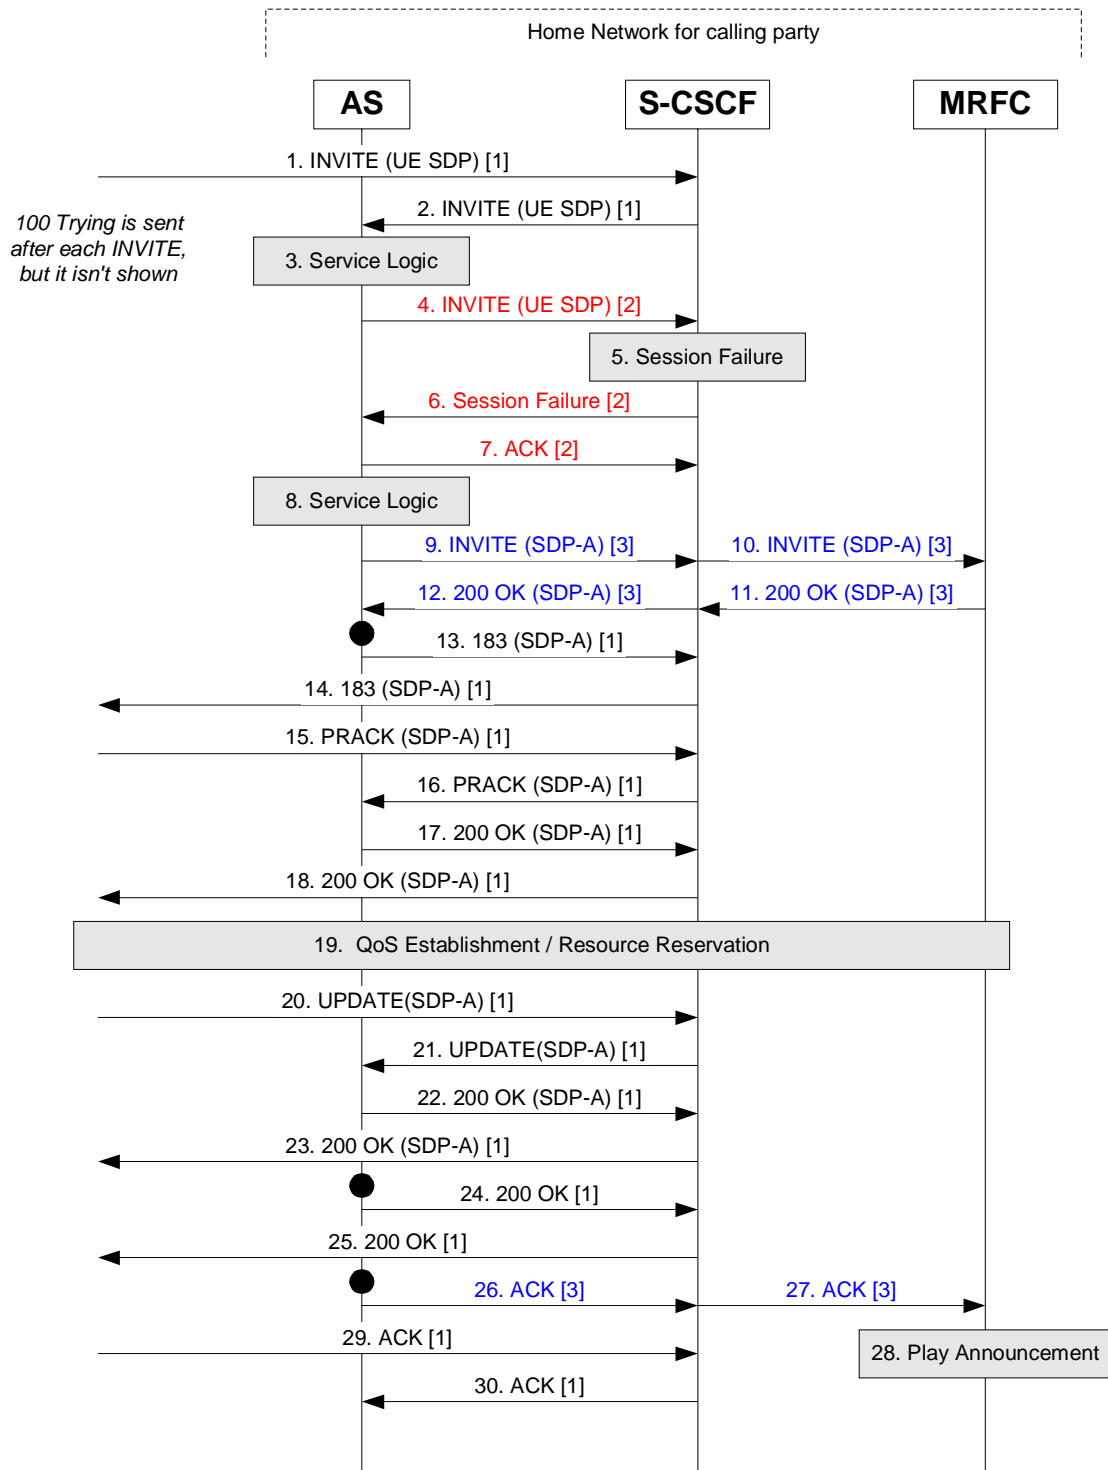 Home Network for calling party
AS
S-CSCF
MRFC
1. INVITE (UE SDP) [1]
2. INVITE (UE SDP) [1]
100 Trying is sent
after each INVITE,
but it isn't shown
3. Service Logic
4. INVITE (UE SDP) [2]
5. Session Failure
6. Session Failure [2]
7. ACK [2]
8. Service Logic
9. INVITE (SDP-A) [3]
10. INVITE (SDP-A) [3]
12. 200 OK (SDP-A) [3]
11. 200 OK (SDP-A) [3]
13. 183 (SDP-A) [1]
14. 183 (SDP-A) [1]
15. PRACK (SDP-A) [1]
16. PRACK (SDP-A) [1]
17. 200 OK (SDP-A) [1]
18. 200 OK (SDP-A) [1]
19. QoS Establishment / Resource Reservation
20. UPDATE(SDP-A) [1]
21. UPDATE(SDP-A) [1]
22. 200 OK (SDP-A) [1]
23. 200 OK (SDP-A) [1]
24. 200 OK [1]
25. 200 OK [1]
26. ACK [3]
27. ACK [3]
29. ACK [1]
28. Play Announcement
30. ACK [1]